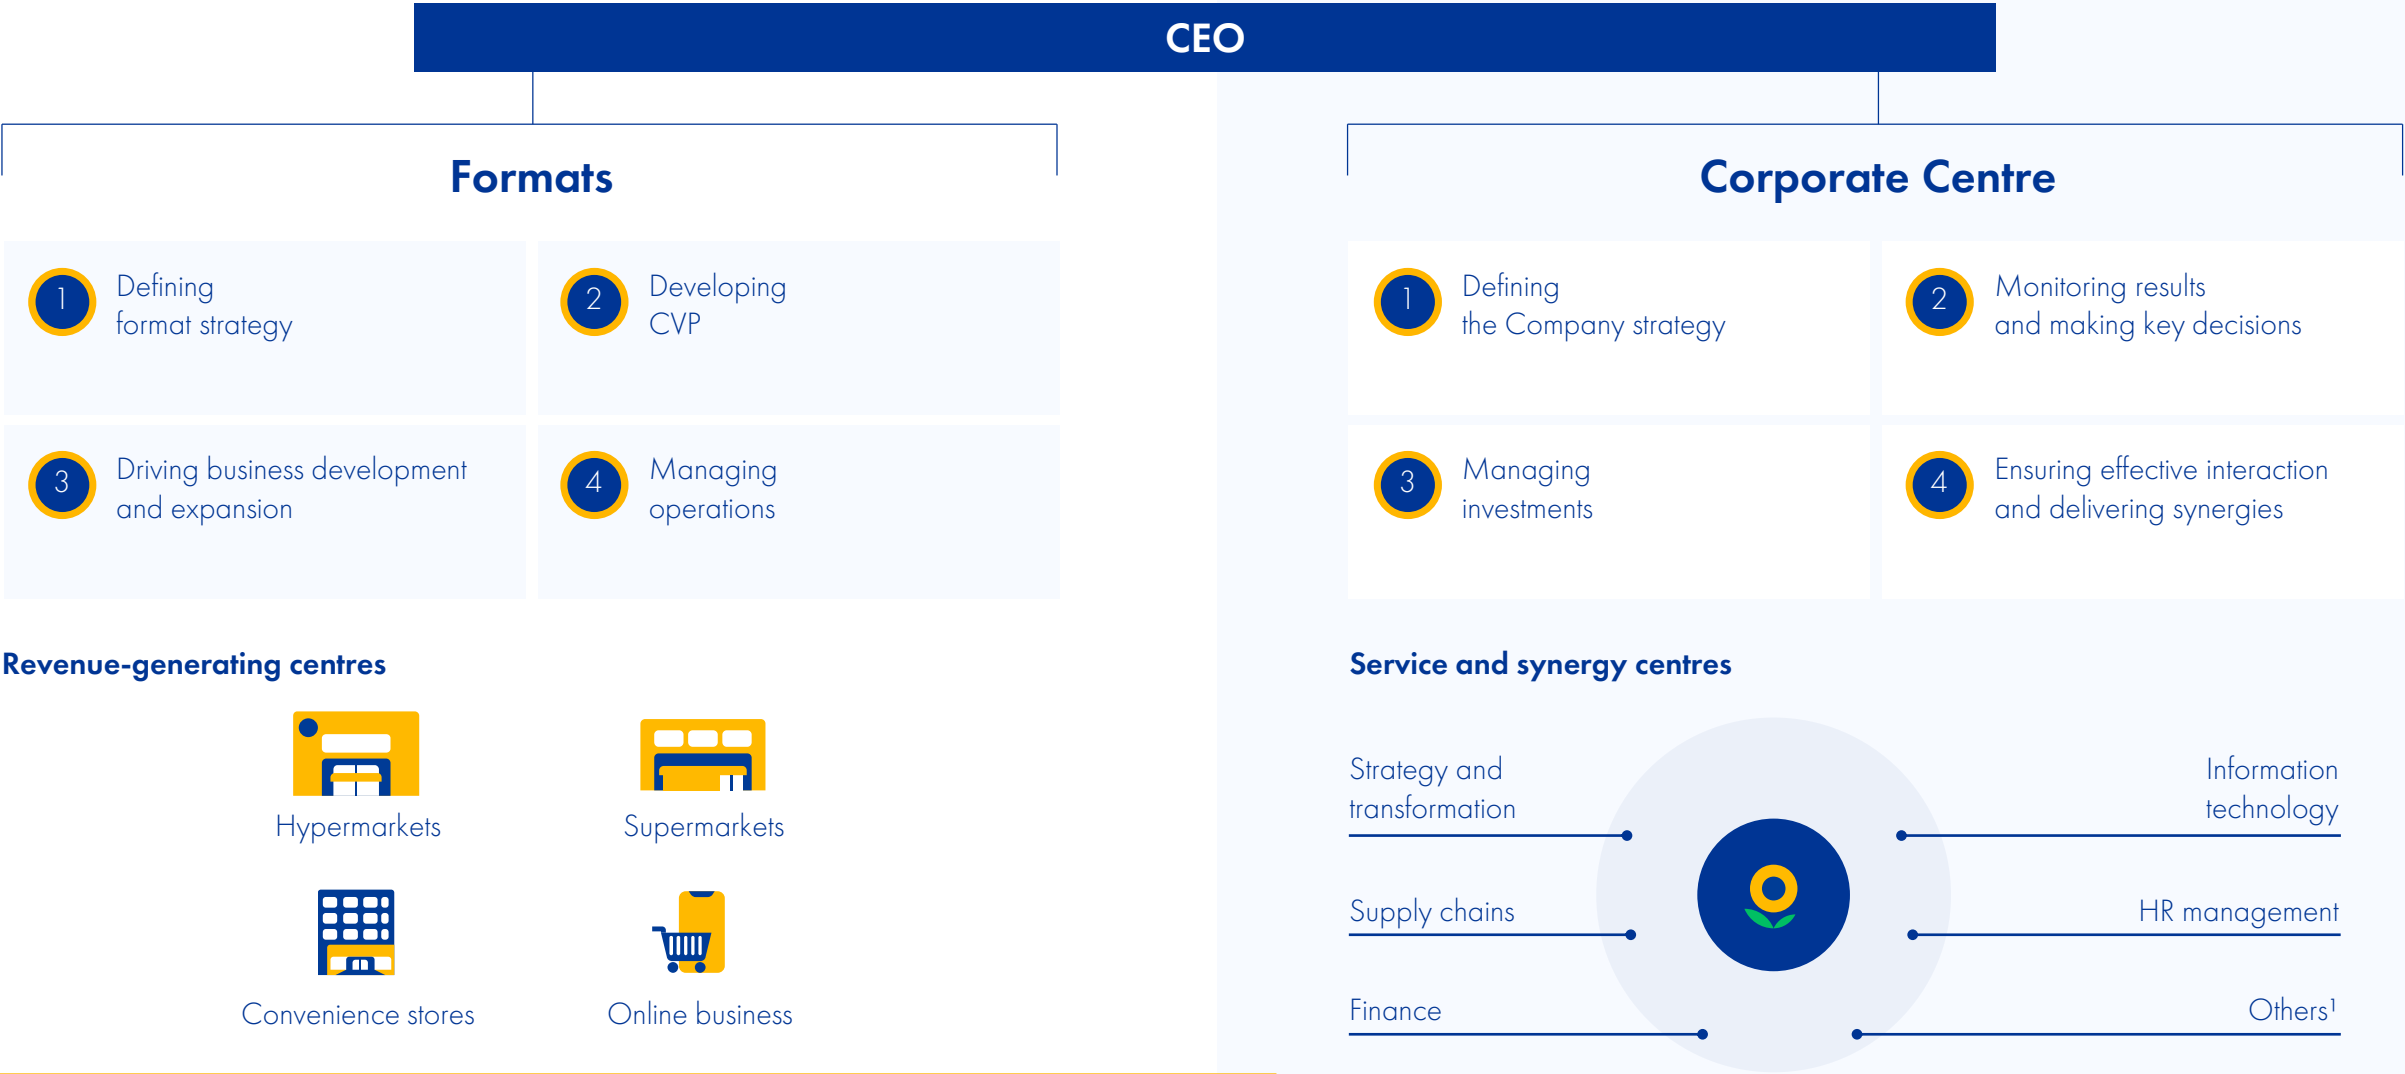 CEO
Formats
1
Defining
format strategy
2
Developing
CVP
3
Driving business development
and expansion
4
Managing
operations
Revenue-generating centres
Hypermarkets
Supermarkets
Convenience stores
Online business
Corporate Centre
1
Defining
the Company strategy
2
Monitoring results
and making key decisions
3
Managing
investments
4
Ensuring effective interaction
and delivering synergies
Service and synergy centres
Strategy and
transformation
Supply chains
Finance
Information
technology
HR management
Others¹